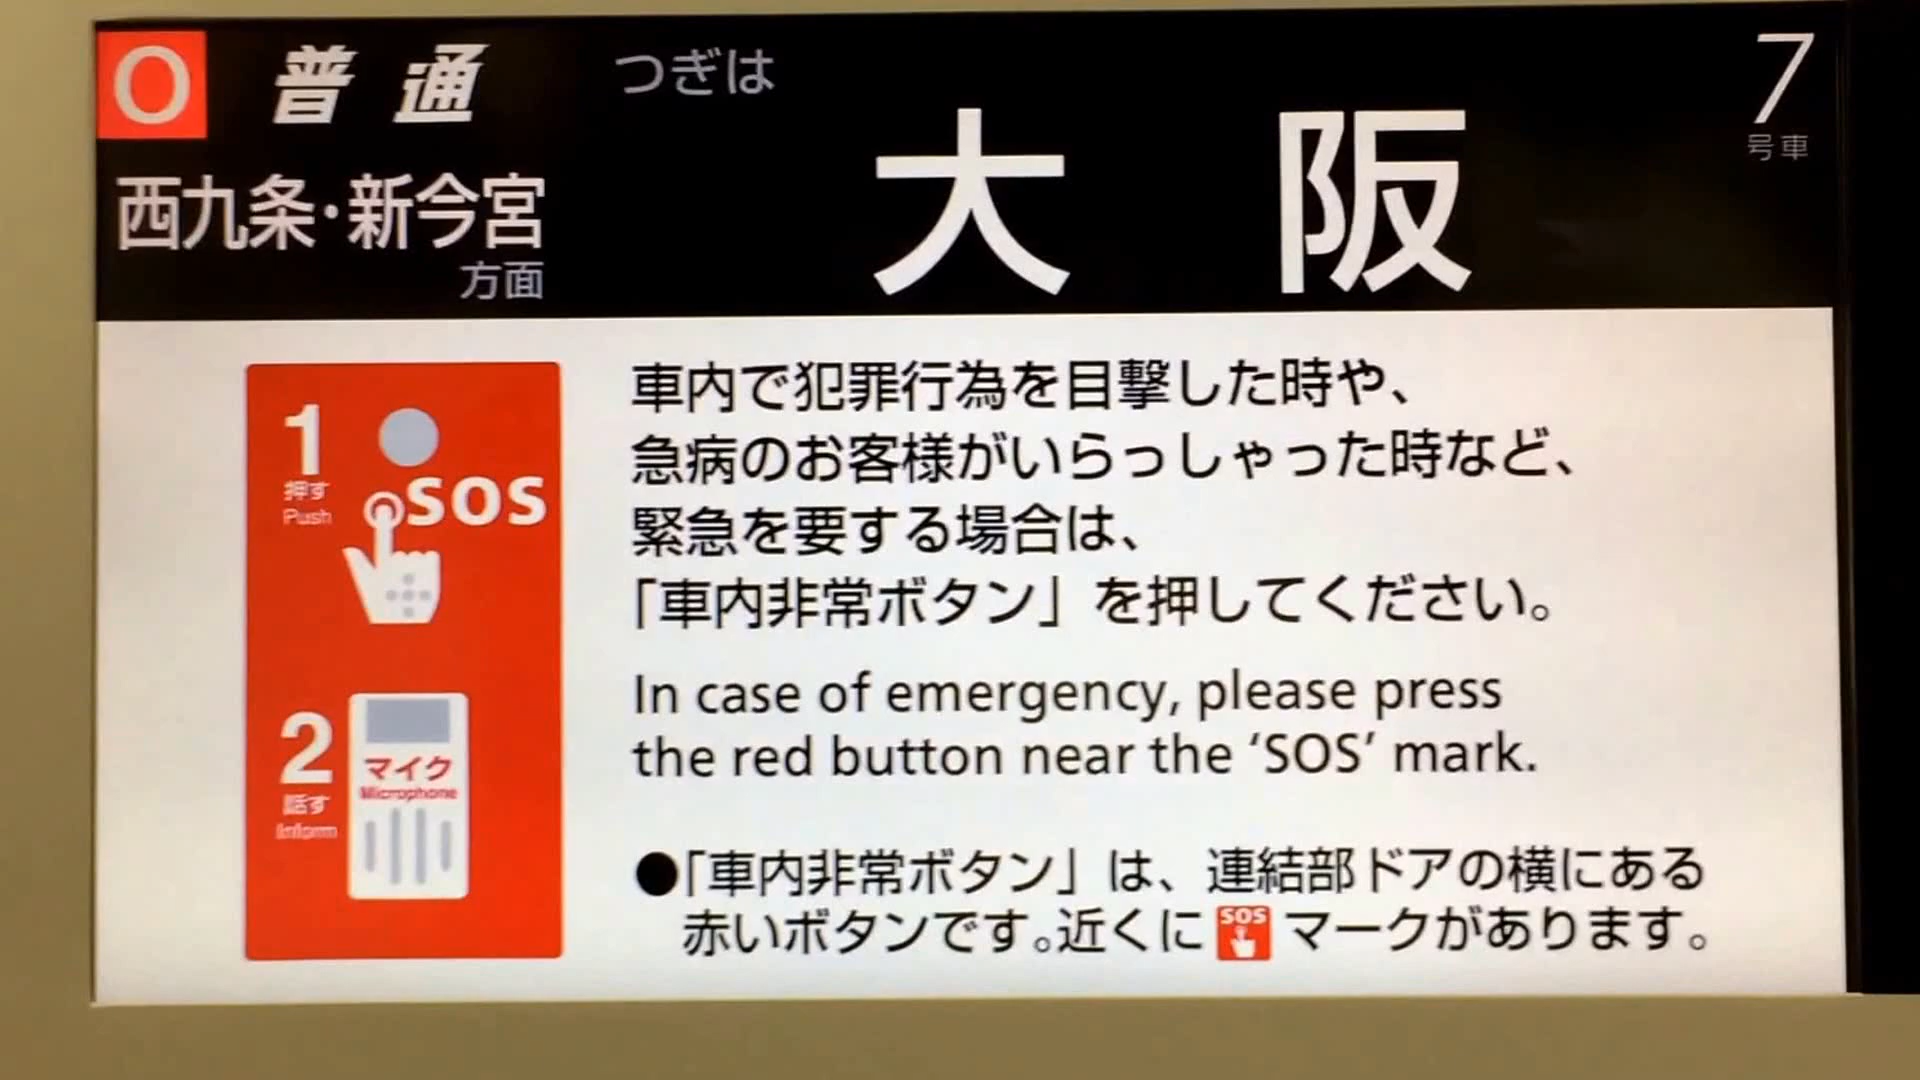 O 普通 つぎは
大阪
7
号車
西九条・新今宮
方面
1
押す
Push
SOS
2
話す
Inform
マイク
Microphone
車内で犯罪行為を目撃した時や、
急病のお客様がいらっしゃった時など、
緊急を要する場合は、
「車内非常ボタン」を押してください。
In case of emergency, please press
the red button near the ‘SOS’ mark.
●「車内非常ボタン」は、連結部ドアの横にある
赤いボタンです。近くに SOS マークがあります。